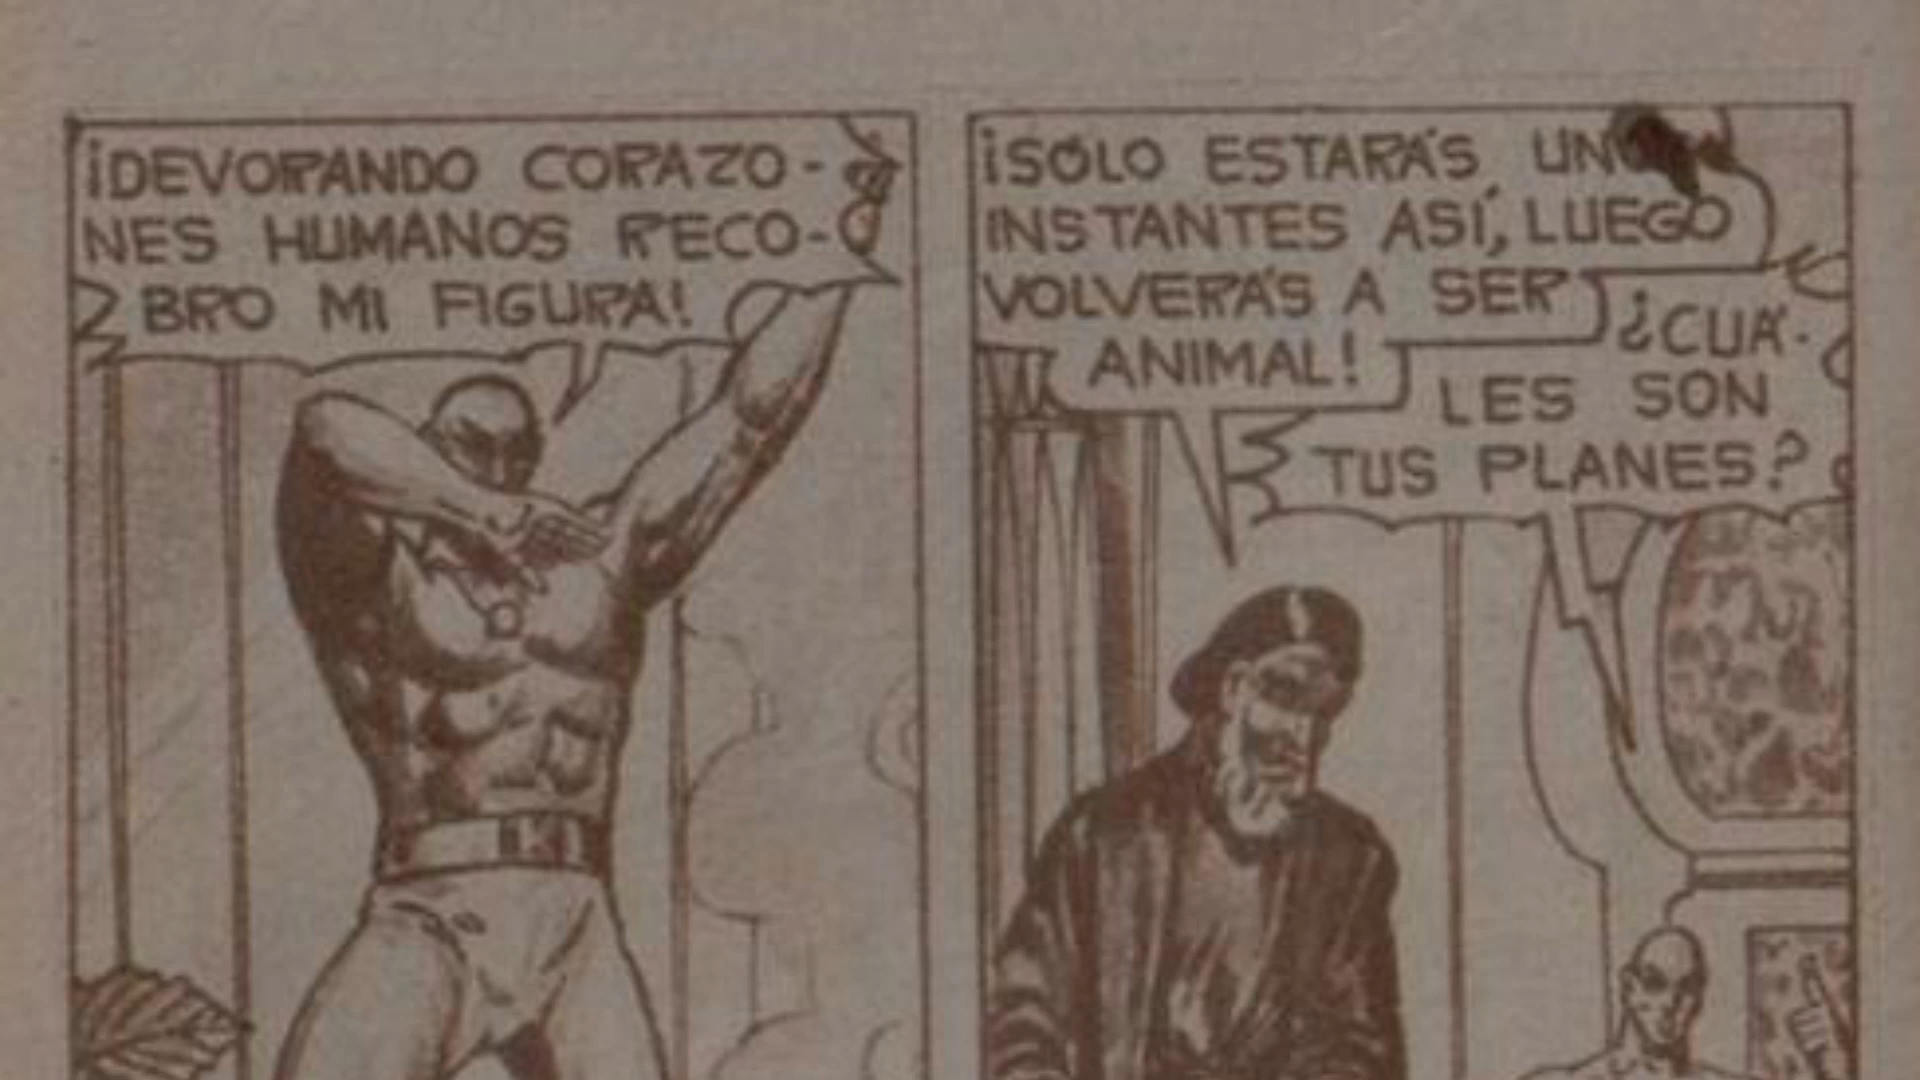 ¡DEVORANDO CORAZO-
NES HUMANOS RECO-
BRO MI FIGURA!
¡SÓLO ESTARÁS
INSTANTES ASÍ, LUEGO
VOLVERÁS A SER
ANIMAL!
¿CUÁ-
LES SON
TUS PLANES?